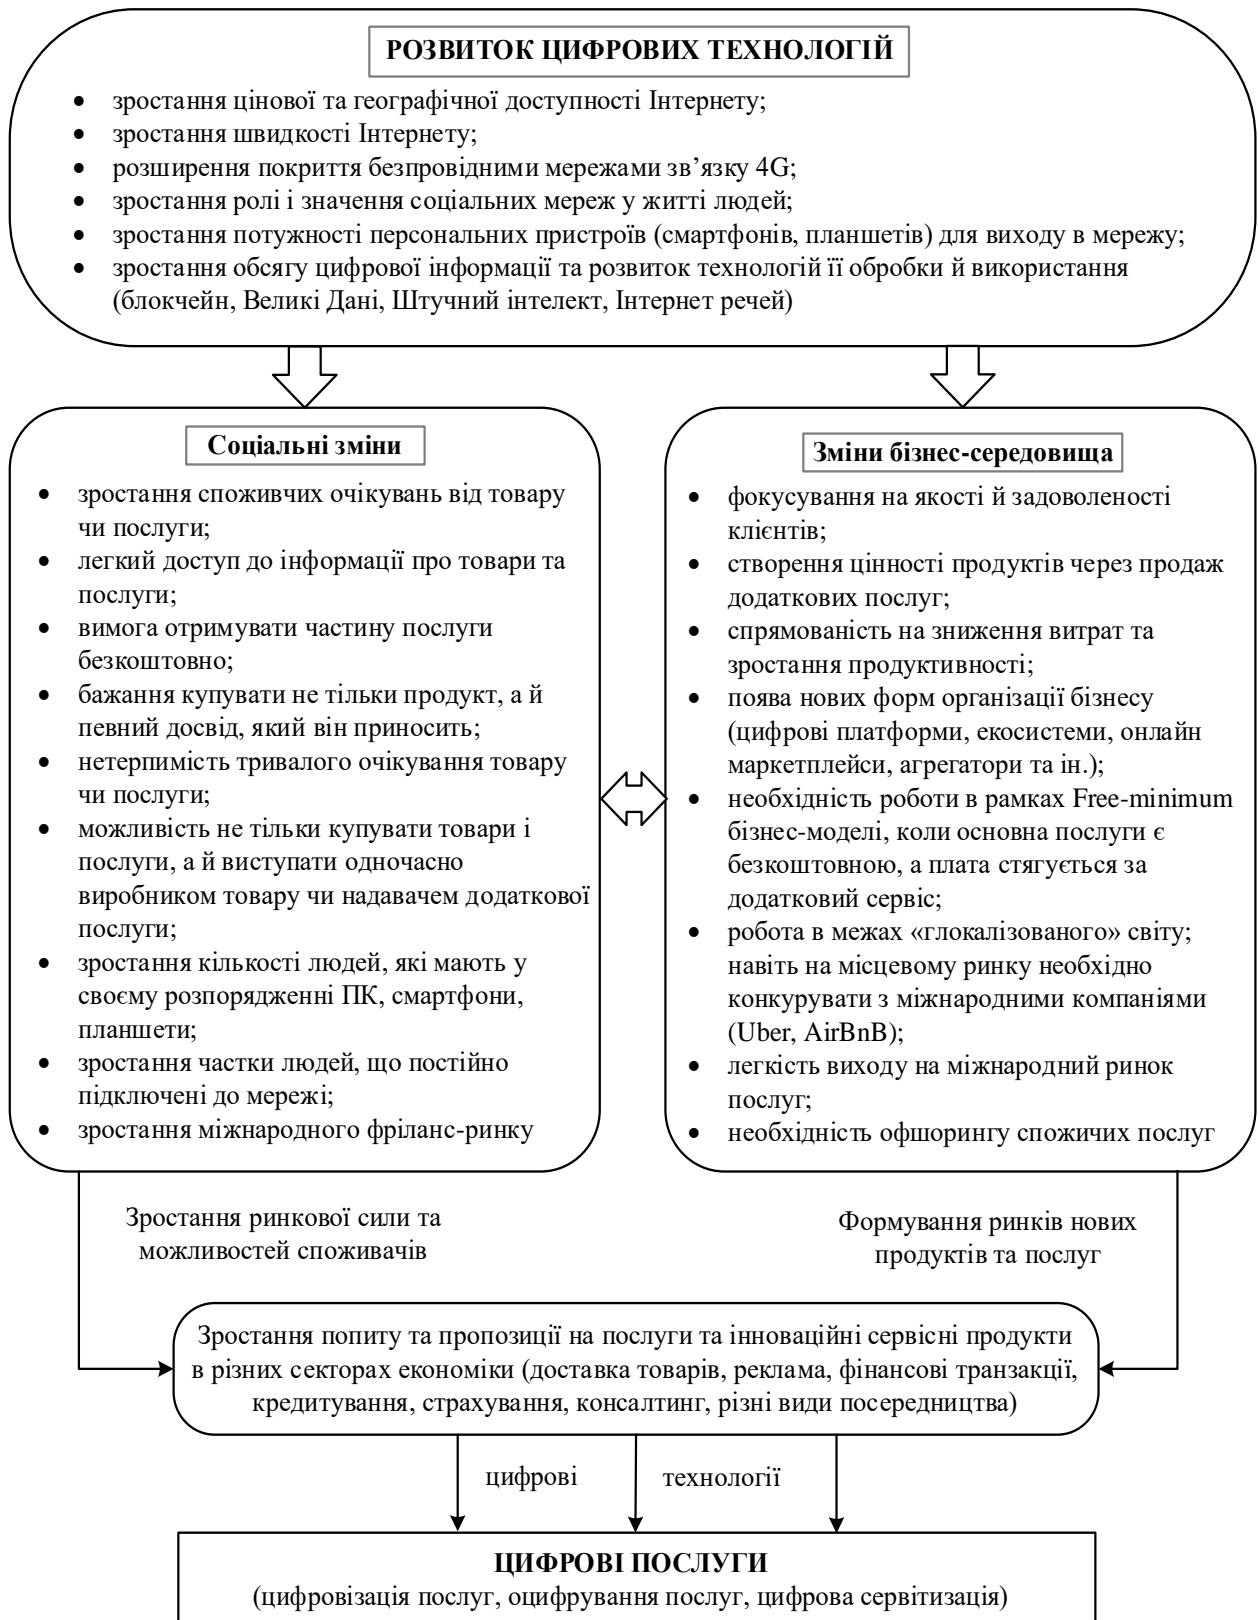 РОЗВИТОК ЦИФРОВИХ ТЕХНОЛОГІЙ
• зростання цінової та географічної доступності Інтернету;
• зростання швидкості Інтернету;
• розширення покриття безпровідними мережами зв’язку 4G;
• зростання ролі і значення соціальних мереж у житті людей;
• зростання потужності персональних пристроїв (смартфонів, планшетів) для виходу в мережу;
• зростання обсягу цифрової інформації та розвиток технологій її обробки й використання
(блокчейн, Великі Дані, Штучний інтелект, Інтернет речей)
Соціальні зміни
• зростання споживчих очікувань від товару
чи послуги;
• легкий доступ до інформації про товари та
послуги;
• вимога отримувати частину послуги
безкоштовно;
• бажання купувати не тільки продукт, а й
певний досвід, який він приносить;
• нетерпимість тривалого очікування товару
чи послуги;
• можливість не тільки купувати товари і
послуги, а й виступати одночасно
виробником товару чи надавачем додаткової
послуги;
• зростання кількості людей, які мають у
своєму розпорядженні ПК, смартфони,
планшети;
• зростання частки людей, що постійно
підключені до мережі;
• зростання міжнародного фріланс-ринку
Зміни бізнес-середовища
• фокусування на якості й задоволеності
клієнтів;
• створення цінності продуктів через продаж
додаткових послуг;
• спрямованість на зниження витрат та
зростання продуктивності;
• поява нових форм організації бізнесу
(цифрові платформи, екосистеми, онлайн
маркетплейси, агрегатори та ін.);
• необхідність роботи в рамках Free-minimum
бізнес-моделі, коли основна послуги є
безкоштовною, а плата стягується за
додатковий сервіс;
• робота в межах «глокалізованого» світу;
навіть на місцевому ринку необхідно
конкурувати з міжнародними компаніями
(Uber, AirBnB);
• легкість виходу на міжнародний ринок
послуг;
• необхідність офшорингу спожичих послуг
Зростання ринкової сили та
можливостей споживачів
Формування ринків нових
продуктів та послуг
Зростання попиту та пропозиції на послуги та інноваційні сервісні продукти
в різних секторах економіки (доставка товарів, реклама, фінансові транзакції,
кредитування, страхування, консалтинг, різні види посередництва)
цифрові технології
ЦИФРОВІ ПОСЛУГИ
(цифровізація послуг, оцифрування послуг, цифрова сервітизація)